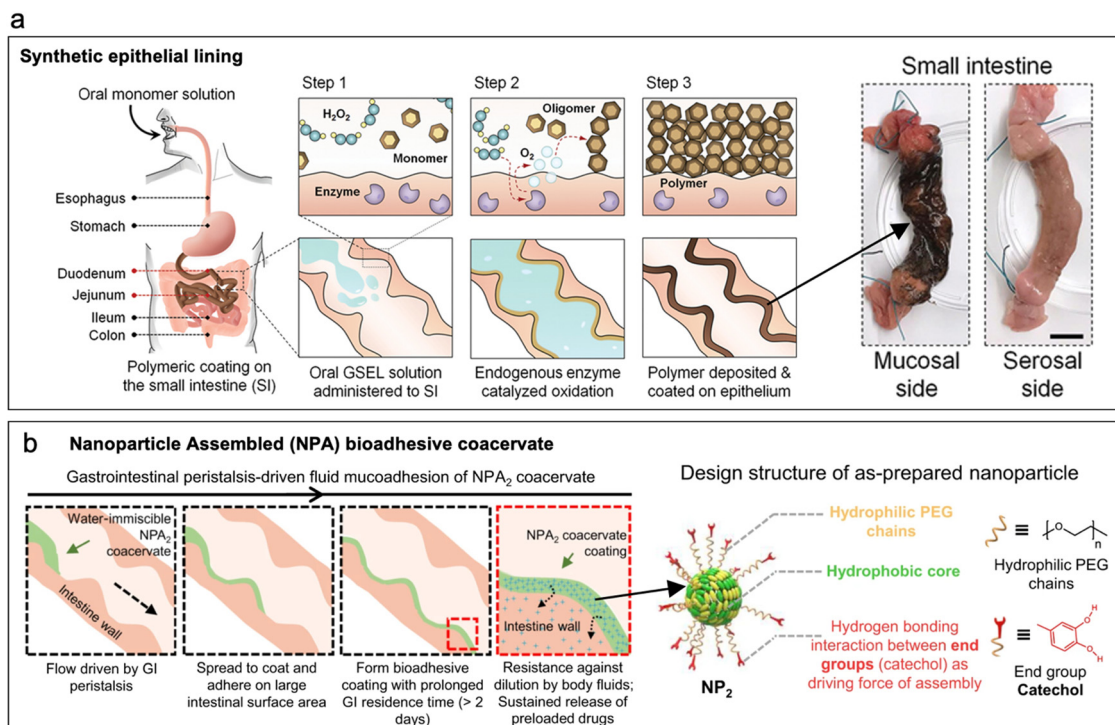 a
Synthetic epithelial lining
Oral monomer solution
Esophagus
Stomach
Duodenum
Jejunum
Ileum
Colon
Polymeric coating on
the small intestine (SI)
Step 1
H₂O₂
Monomer
Enzyme
Oral GSEL solution
administered to SI
Step 2
Oligomer
O₂
Endogenous enzyme
catalyzed oxidation
Step 3
Polymer
Polymer deposited &
coated on epithelium
Small intestine
Mucosal
side
Serosal
side
b
Nanoparticle Assembled (NPA) bioadhesive coacervate
Gastrointestinal peristalsis-driven fluid mucoadhesion of NPA₂ coacervate
Water-immiscible
NPA₂
coacervate
Intestine wall
Flow driven by GI
peristalsis
Spread to coat and
adhere on large
intestinal surface area
Form bioadhesive
coating with prolonged
GI residence time (> 2
days)
NPA₂ coacervate
coating
Intestine wall
Resistance against
dilution by body fluids;
Sustained release of
preloaded drugs
Design structure of as-prepared nanoparticle
NP₂
Hydrophilic PEG
chains
Hydrophobic core
Hydrogen bonding
interaction between end
groups (catechol) as
driving force of assembly
≡
O
n
Hydrophilic PEG
chains
≡
O-H
O-H
End group
Catechol